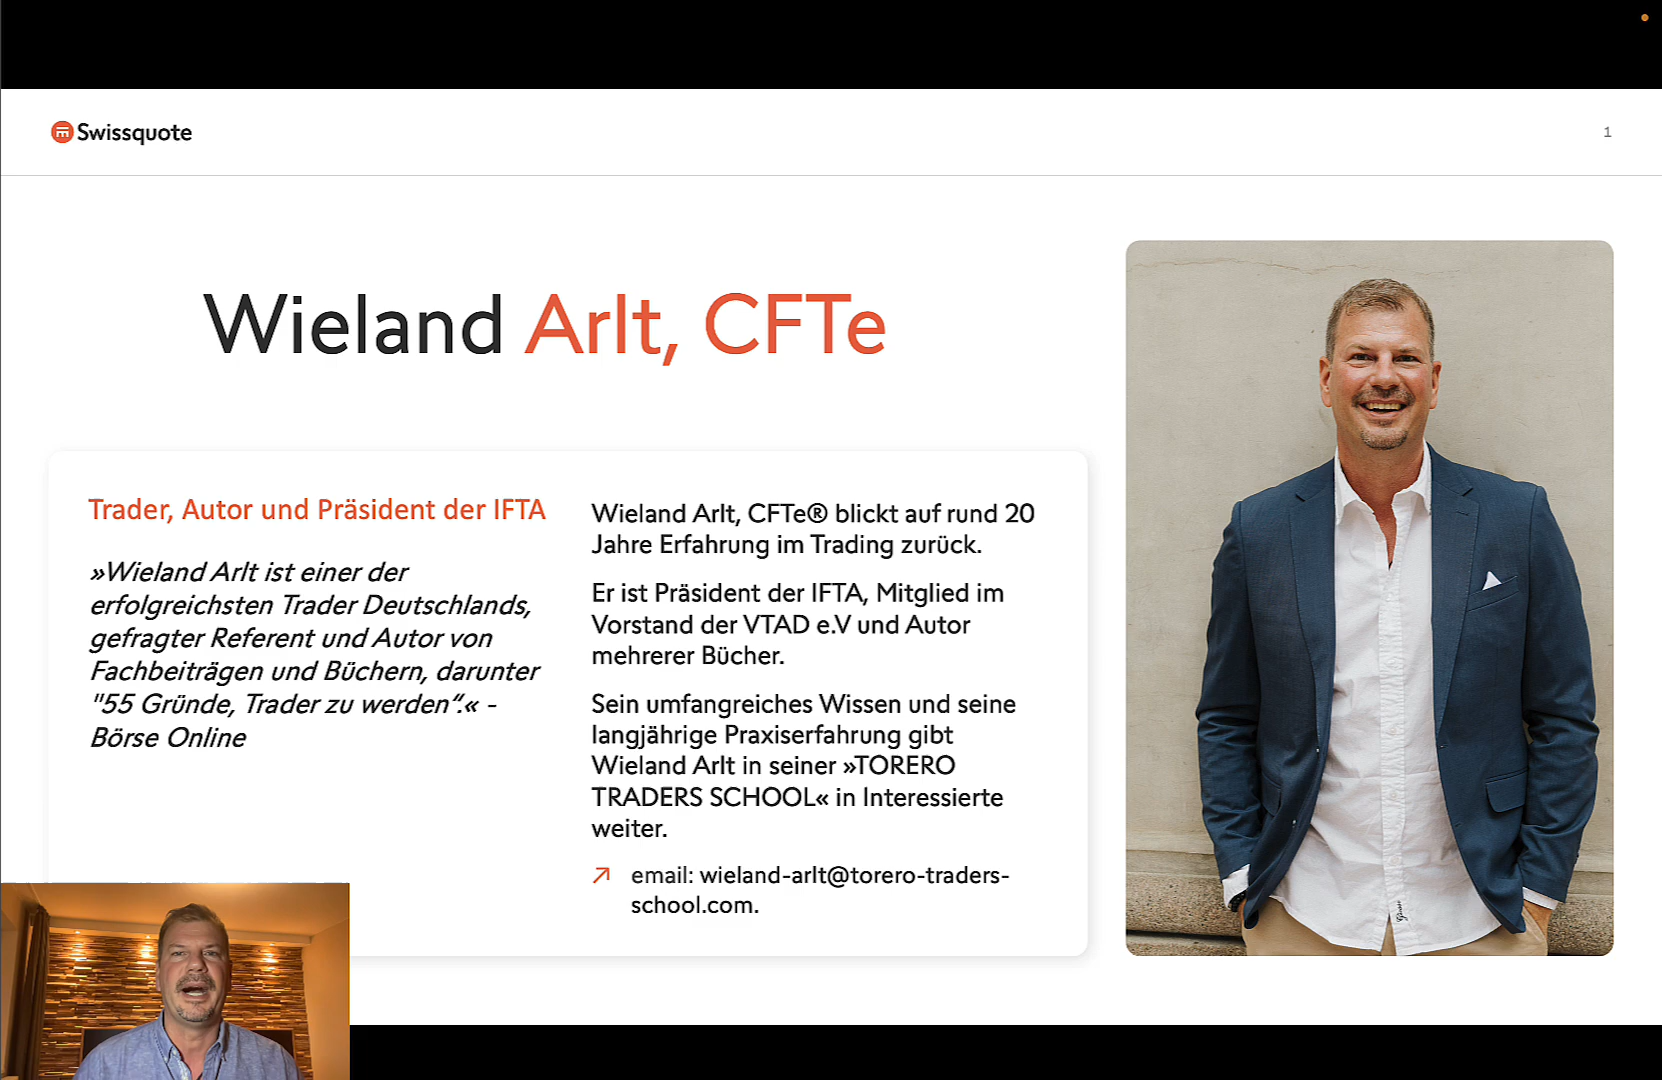 Swissquote
1
Wieland Arlt, CFTe
Trader, Autor und Präsident der IFTA
»Wieland Arlt ist einer der
erfolgreichsten Trader Deutschlands,
gefragter Referent und Autor von
Fachbeiträgen und Büchern, darunter
"55 Gründe, Trader zu werden“.« -
Börse Online
Wieland Arlt, CFTe® blickt auf rund 20
Jahre Erfahrung im Trading zurück.
Er ist Präsident der IFTA, Mitglied im
Vorstand der VTAD e.V und Autor
mehrerer Bücher.
Sein umfangreiches Wissen und seine
langjährige Praxiserfahrung gibt
Wieland Arlt in seiner »TORERO
TRADERS SCHOOL« in Interessierte
weiter.
email: wieland-arlt@torero-traders-
school.com.